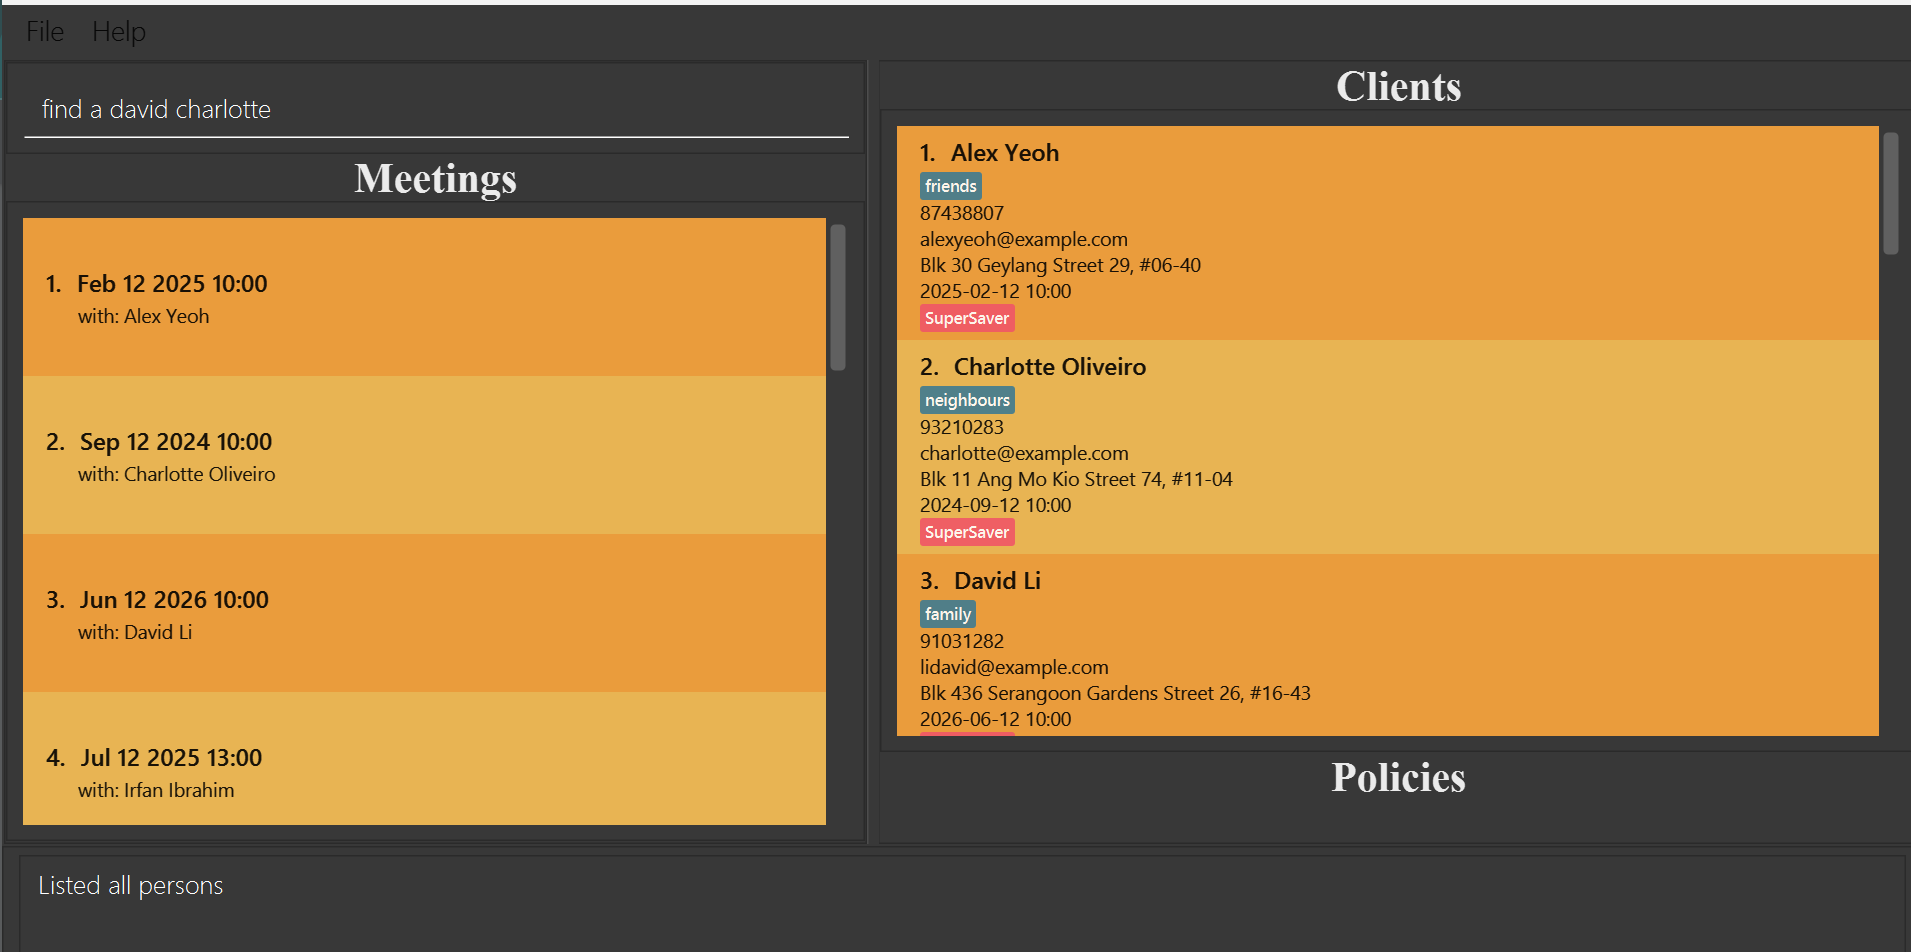 File Help
find a david charlotte
Meetings
1. Feb 12 2025 10:00
with: Alex Yeoh
2. Sep 12 2024 10:00
with: Charlotte Oliveiro
3. Jun 12 2026 10:00
with: David Li
4. Jul 12 2025 13:00
with: Irfan Ibrahim
Clients
1. Alex Yeoh
friends
87438807
alexyeoh@example.com
Blk 30 Geylang Street 29, #06-40
2025-02-12 10:00
SuperSaver
2. Charlotte Oliveiro
neighbours
93210283
charlotte@example.com
Blk 11 Ang Mo Kio Street 74, #11-04
2024-09-12 10:00
SuperSaver
3. David Li
family
91031282
lidavid@example.com
Blk 436 Serangoon Gardens Street 26, #16-43
2026-06-12 10:00
Policies
Listed all persons